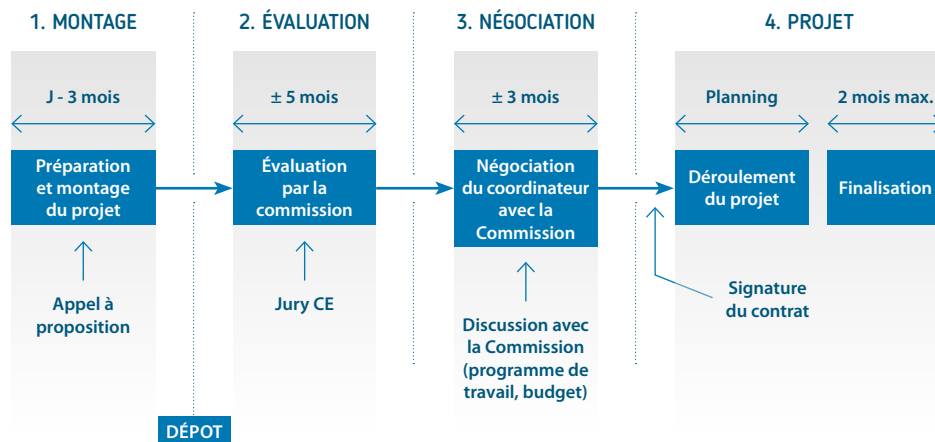 1. MONTAGE
2. ÉVALUATION
3. NÉGOCIATION
4. PROJET
J - 3 mois
± 5 mois
± 3 mois
Planning
2 mois max.
Préparation
et montage
du projet
Évaluation
par la
commission
Négociation
du coordinateur
avec la
Commission
Déroulement
du projet
Finalisation
Appel à
proposition
Jury CE
Discussion avec
la Commission
(programme de
travail, budget)
Signature
du contrat
DÉPOT